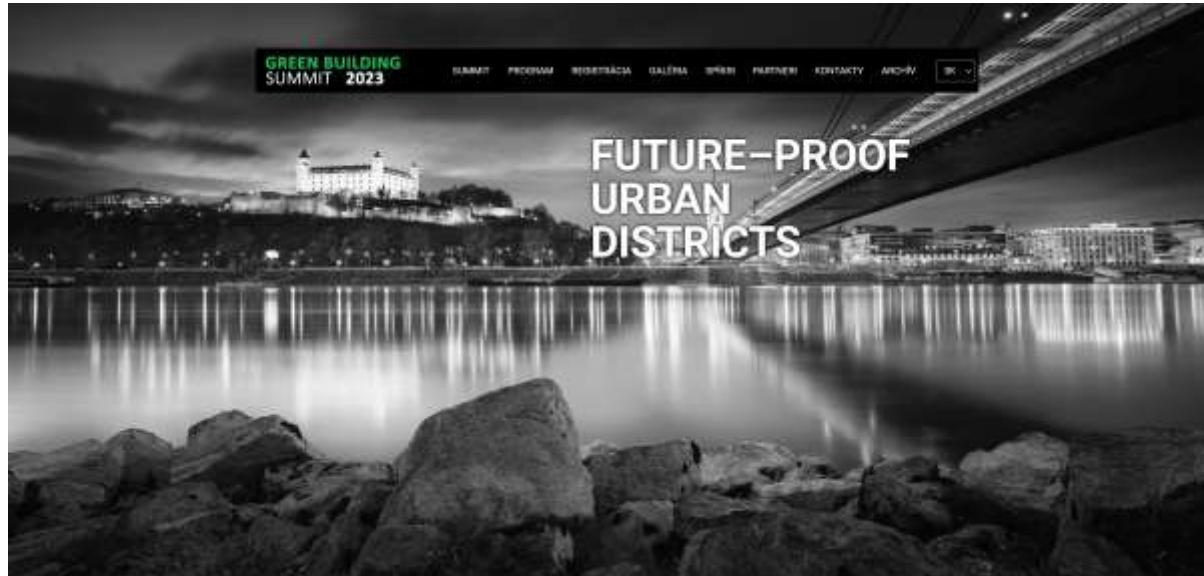 GREEN BUILDING
SUMMIT 2023
SUMMIT PROGRAM REGISTRÁCIA GALÉRIA SPÍKRI PARTNERI KONTAKTY ARCHÍV SK
FUTURE–PROOF
URBAN
DISTRICTS